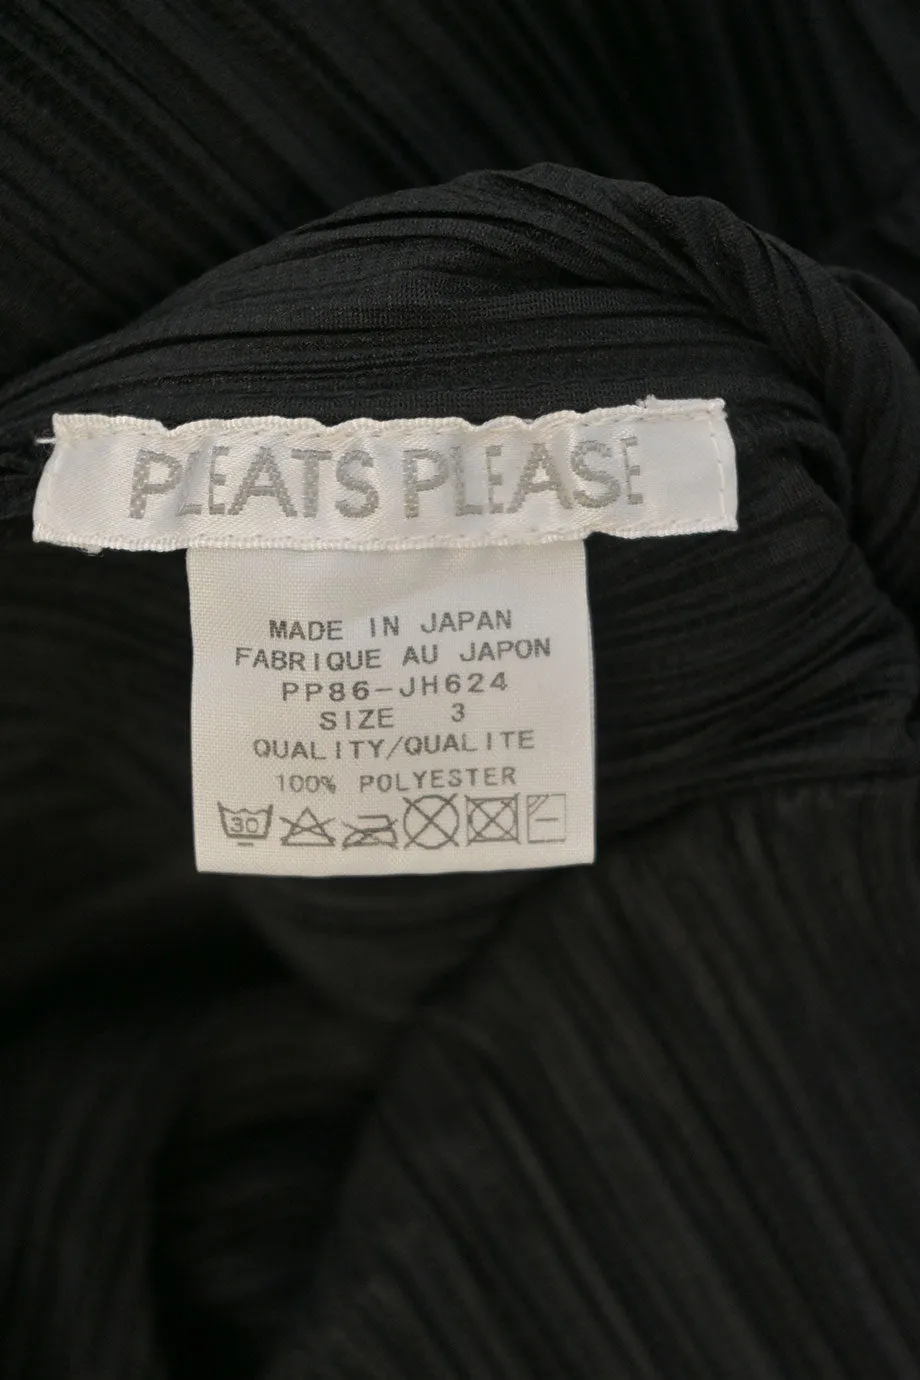 PLEATS PLEASE
MADE IN JAPAN
FABRIQUE AU JAPON
PP86-JH624
SIZE 3
QUALITY/QUALITE
100% POLYESTER
30